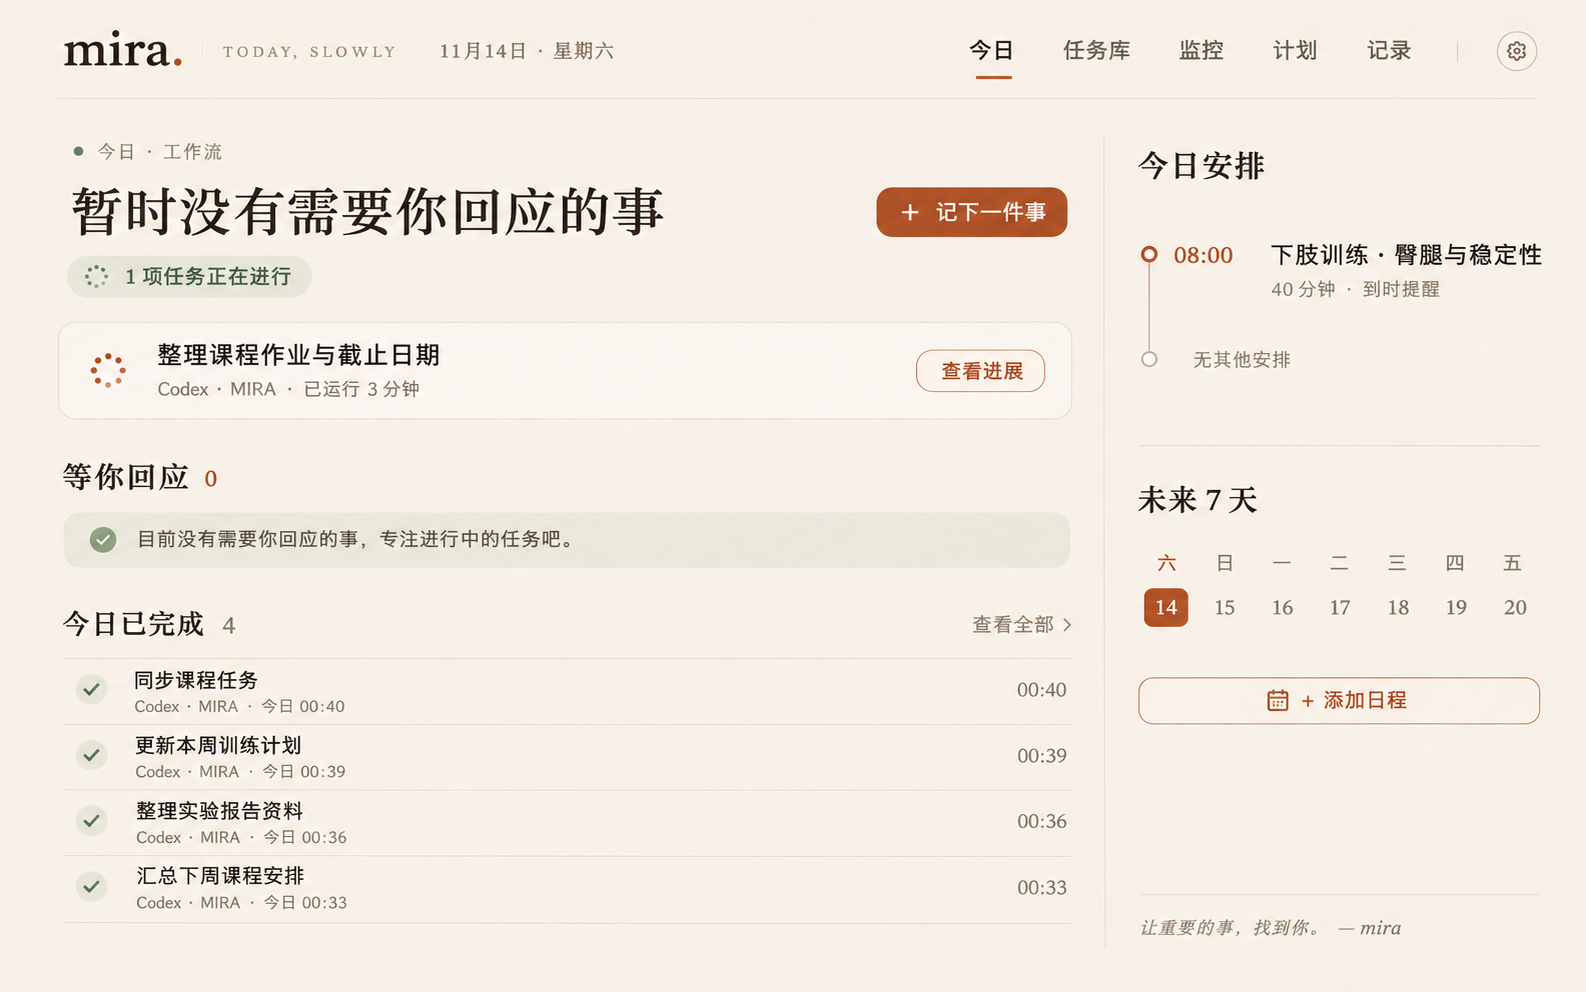 mira.
TODAY, SLOWLY
11月14日 · 星期六
今日
任务库
监控
计划
记录
今日 · 工作流
暂时没有需要你回应的事
+ 记下一件事
1 项任务正在进行
整理课程作业与截止日期
Codex · MIRA · 已运行 3 分钟
查看进展
等你回应 0
目前没有需要你回应的事，专注进行中的任务吧。
今日已完成 4
查看全部 >
同步课程任务
Codex · MIRA · 今日 00:40
00:40
更新本周训练计划
Codex · MIRA · 今日 00:39
00:39
整理实验报告资料
Codex · MIRA · 今日 00:36
00:36
汇总下周课程安排
Codex · MIRA · 今日 00:33
00:33
今日安排
08:00 下肢训练 · 臀腿与稳定性
40 分钟 · 到时提醒
无其他安排
未来 7 天
六 日 一 二 三 四 五
14 15 16 17 18 19 20
+ 添加日程
让重要的事，找到你。 — mira